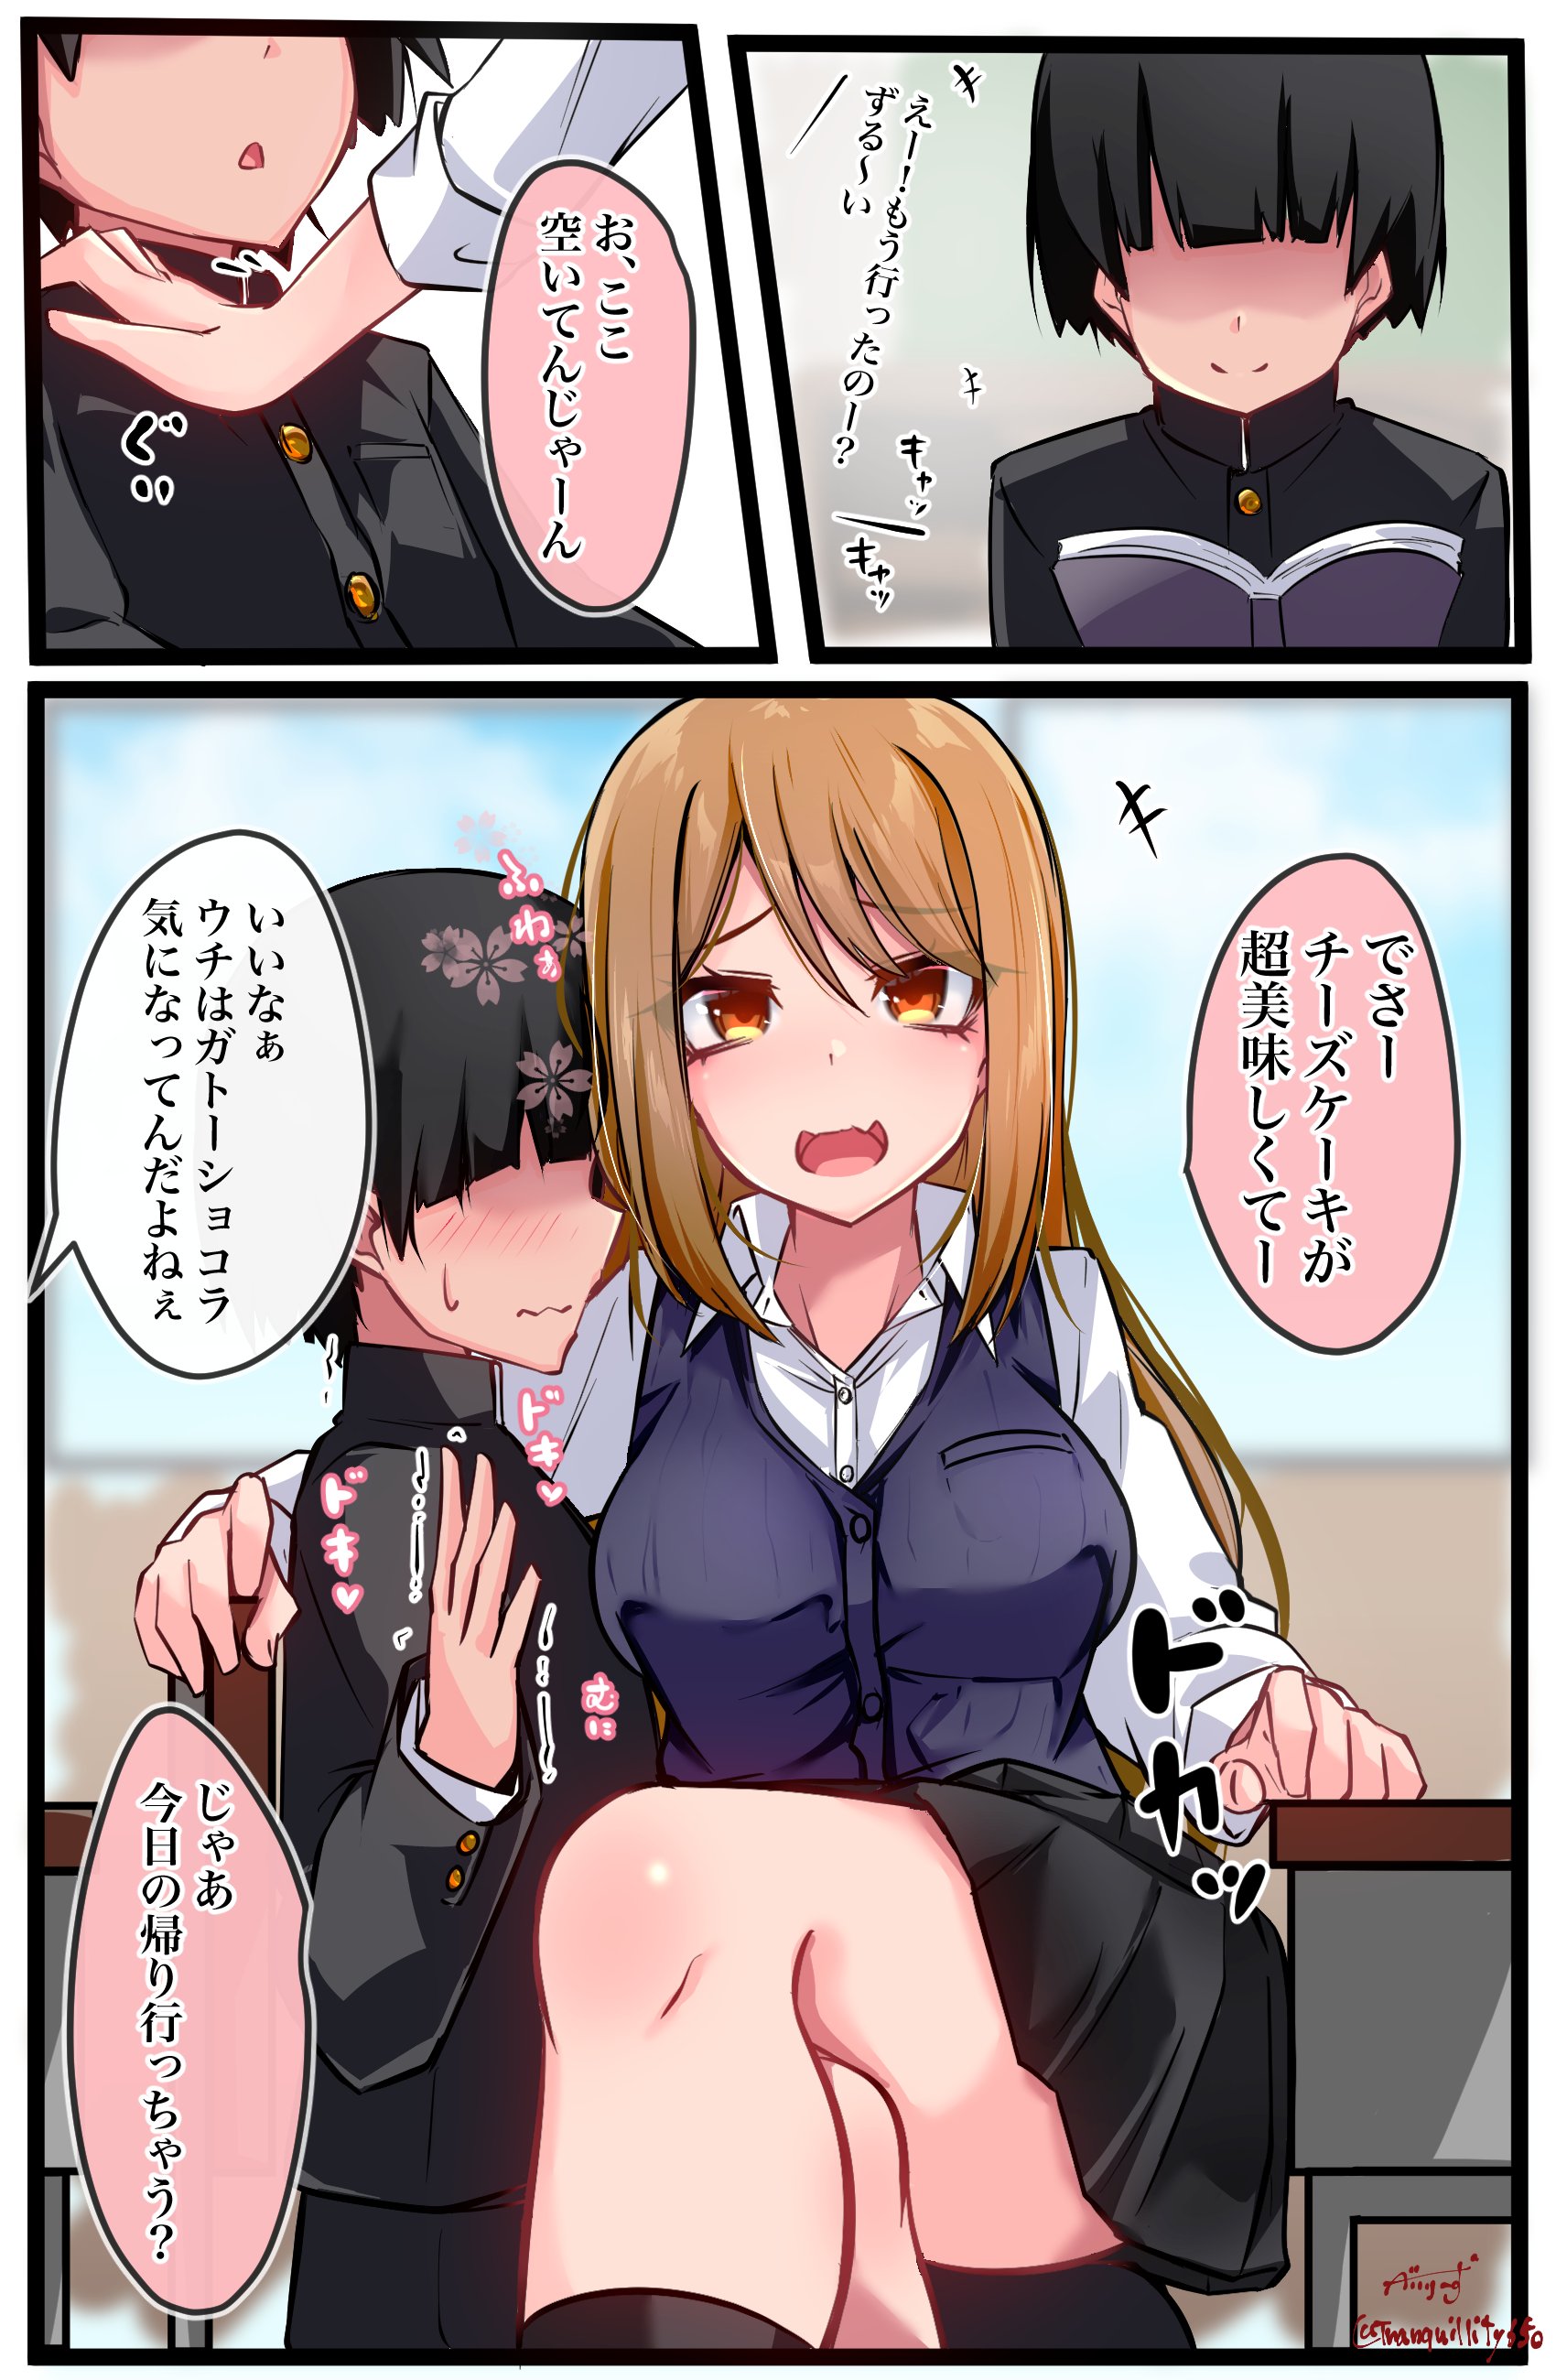 えー！もう行ったのー？
ずる～い
キャッ
キャッ
お、ここ
空いてんじゃーん
ぐい
でさー
チーズケーキが
超美味しくてー
ふわぁ
いいなぁ
ウチはガトーショコラ
気になってんだよねぇ
ドキ♡
ドキ♡
むに
ドカッ
じゃあ
今日の帰り行っちゃう？
@Tranquillity650